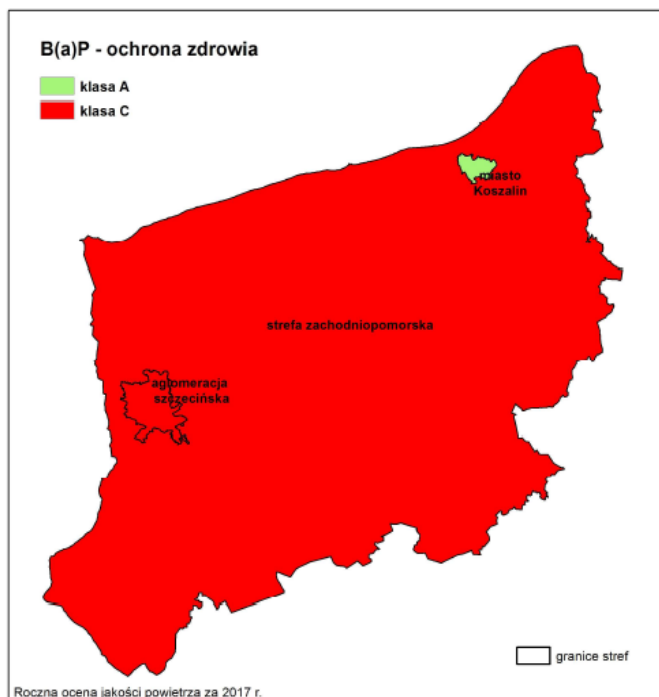 B(a)P - ochrona zdrowia
klasa A
klasa C
miasto
Koszalin
strefa zachodniopomorska
aglomeracja
szczecińska
granice stref
Roczna ocena jakości powietrza za 2017 r.